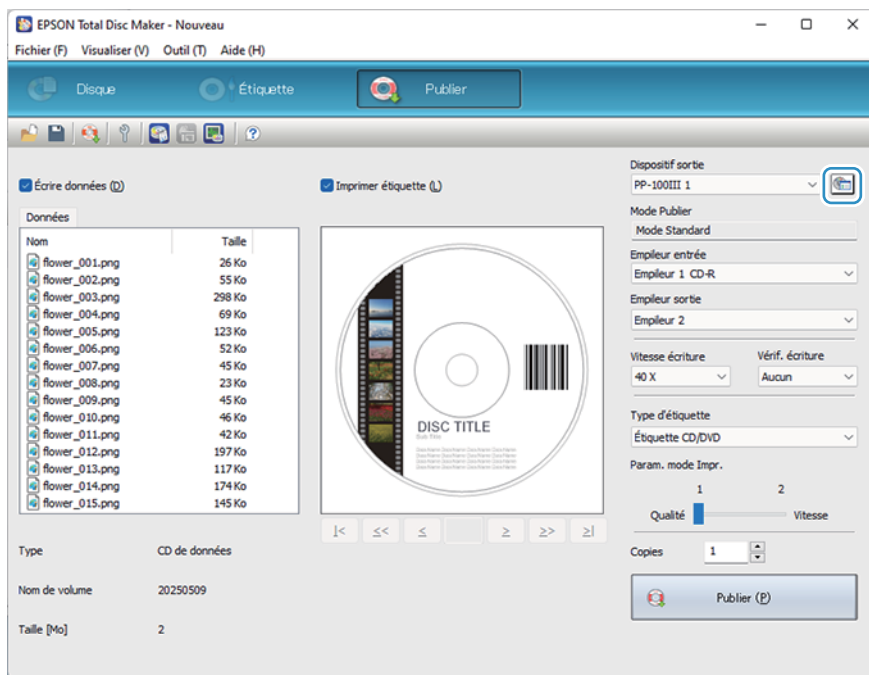 EPSON Total Disc Maker - Nouveau
Fichier (F) Visualiser (V) Outil (T) Aide (H)
Disque
Étiquette
Publier
Écrire données (D)
Données
Nom Taille
flower_001.png 26 Ko
flower_002.png 55 Ko
flower_003.png 298 Ko
flower_004.png 69 Ko
flower_005.png 123 Ko
flower_006.png 52 Ko
flower_007.png 45 Ko
flower_008.png 23 Ko
flower_009.png 45 Ko
flower_010.png 46 Ko
flower_011.png 42 Ko
flower_012.png 197 Ko
flower_013.png 117 Ko
flower_014.png 174 Ko
flower_015.png 145 Ko
Type CD de données
Nom de volume 20250509
Taille [Mo] 2
Imprimer étiquette (L)
DISC TITLE
Sub Title
|< << < > >> >|
Dispositif sortie
PP-100III 1
Mode Publier
Mode Standard
Empileur entrée
Empileur 1 CD-R
Empileur sortie
Empileur 2
Vitesse écriture Vérif. écriture
40 X Aucun
Type d'étiquette
Étiquette CD/DVD
Param. mode Impr.
1 2
Qualité Vitesse
Copies 1
Publier (P)